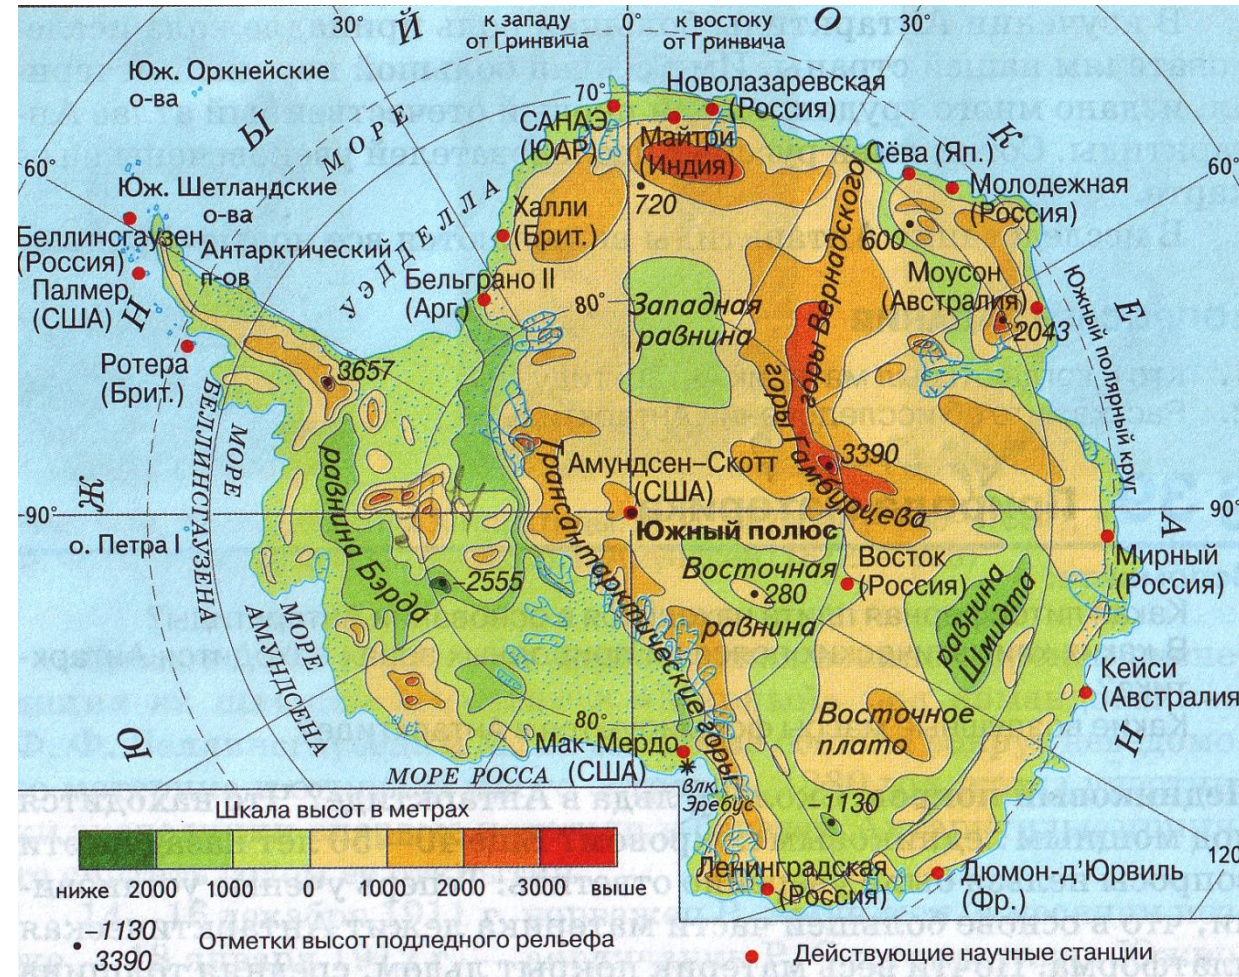 30°
к западу
от Гринвича
0°
к востоку
от Гринвича
30°
Юж. Оркнейские
о-ва
70°
Новолазаревская
(Россия)
САНАЭ
(ЮАР)
Майтри
(Индия)
720
Сёва (Яп.)
60°
60°
Молодежная
(Россия)
МОРЕ
УЭДДЕЛЛА
Юж. Шетландские
о-ва
Халли
(Брит.)
600
Беллинсгаузен
(Россия)
Антарктический
п-ов
Палмер
(США)
Бельграно II
(Арг.)
80°
Западная
равнина
горы Вернадского
Моусон
(Австралия)
2043
Южный полярный круг
Ротера
(Брит.)
3657
МОРЕ
БЕЛЛИНСГАУЗЕНА
горы Гамбурцева
3390
Амундсен–Скотт
(США)
Южный полюс
90°
90°
о. Петра I
равнина Бэрда
-2555
Трансантарктические горы
Восточная
равнина
280
Восток
(Россия)
равнина
Шмидта
Мирный
(Россия)
МОРЕ
АМУНДСЕНА
Кейси
(Австралия
80°
Восточное
плато
Мак-Мердо
(США)
влк.
Эребус
МОРЕ РОССА
-1130
Ленинградская
(Россия)
Дюмон-д'Юрвиль
(Фр.)
120
ЮЖНЫЙ ОКЕАН
Шкала высот в метрах
ниже 2000 1000 1000 2000 3000 выше
-1130
3390
Отметки высот подледного рельефа
Действующие научные станции